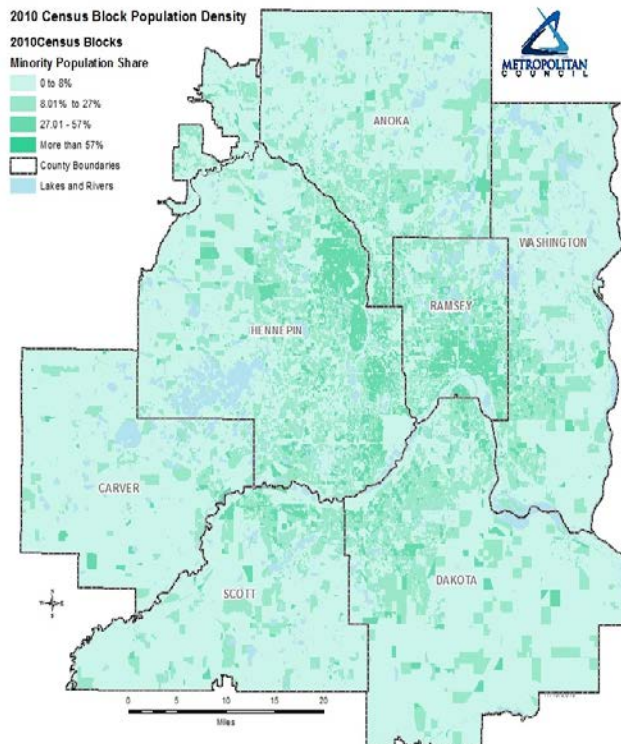 2010 Census Block Population Density
2010Census Blocks
Minority Population Share
0 to 8%
8.01% to 27%
27.01 - 57%
More than 57%
County Boundaries
Lakes and Rivers
METROPOLITAN
COUNCIL
ANOKA
WASHINGTON
RAMSEY
HENNEPIN
CARVER
SCOTT
DAKOTA
N
W E
S
0 5 10 15 20
Miles